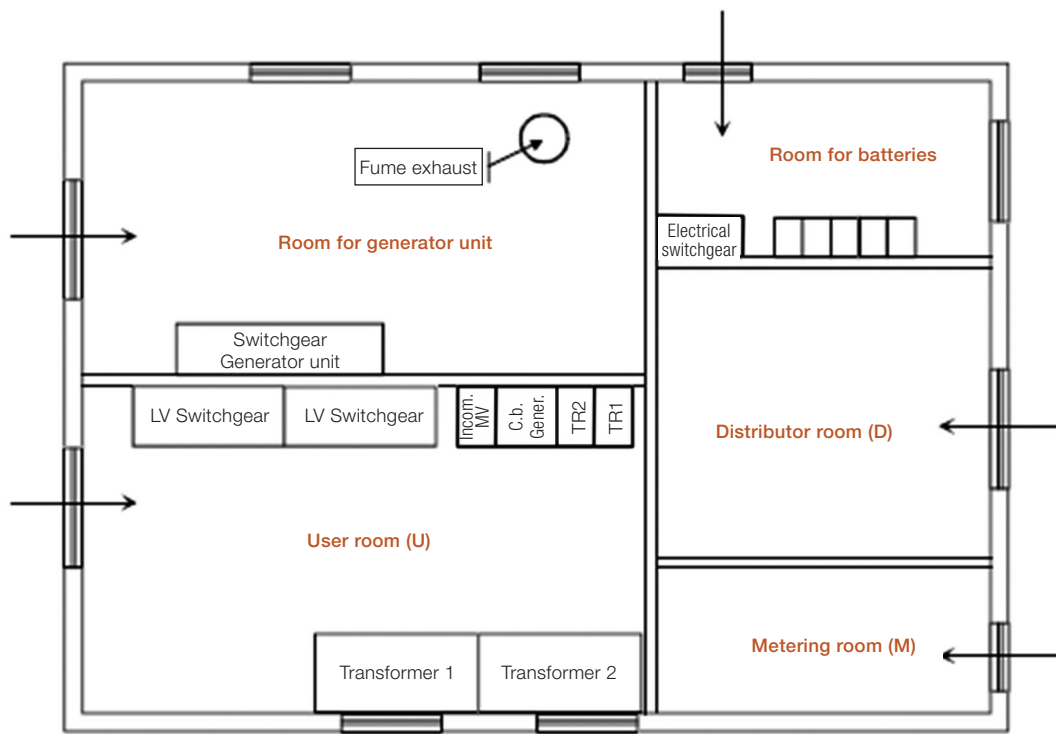 Fume exhaust
Room for batteries
Room for generator unit
Electrical
switchgear
Switchgear
Generator unit
LV Switchgear
LV Switchgear
Incom.
MV
C.b.
Gener.
TR2
TR1
Distributor room (D)
User room (U)
Metering room (M)
Transformer 1
Transformer 2